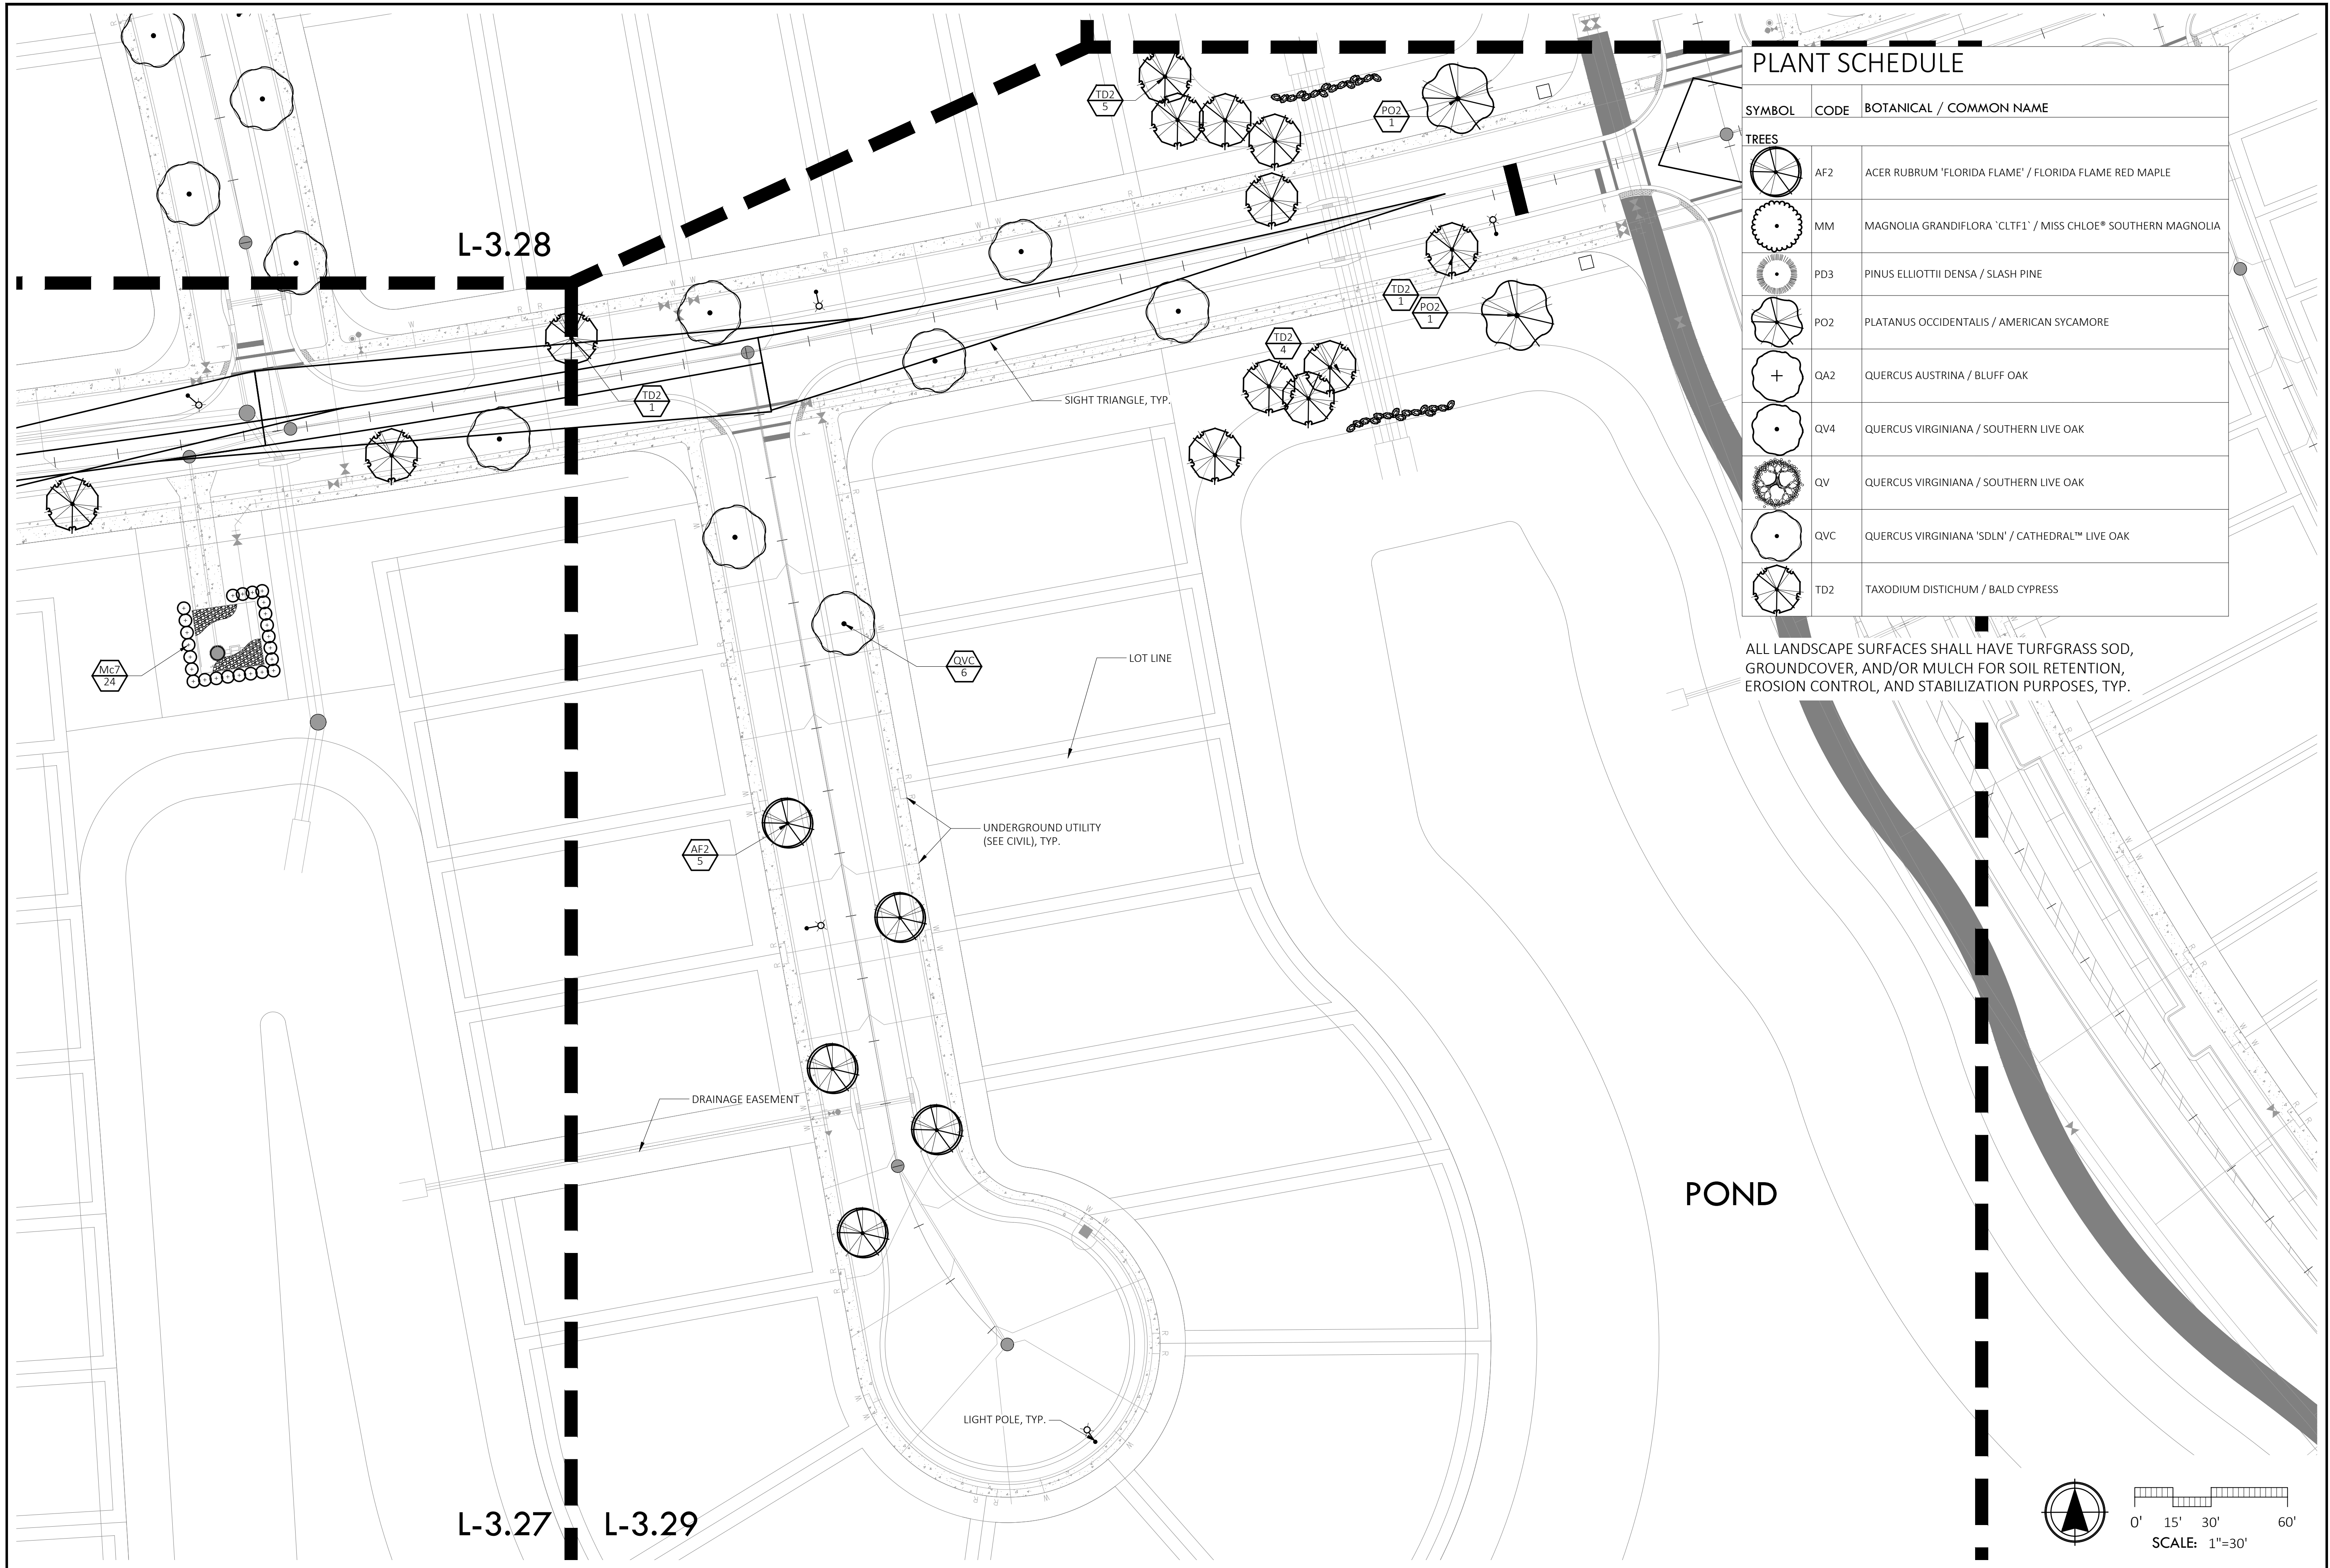 PLANT SCHEDULE
SYMBOL CODE BOTANICAL / COMMON NAME
TREES
AF2 ACER RUBRUM 'FLORIDA FLAME' / FLORIDA FLAME RED MAPLE
MM MAGNOLIA GRANDIFLORA `CLTF1` / MISS CHLOE® SOUTHERN MAGNOLIA
PD3 PINUS ELLIOTTII DENSA / SLASH PINE
PO2 PLATANUS OCCIDENTALIS / AMERICAN SYCAMORE
QA2 QUERCUS AUSTRINA / BLUFF OAK
QV4 QUERCUS VIRGINIANA / SOUTHERN LIVE OAK
QV QUERCUS VIRGINIANA / SOUTHERN LIVE OAK
QVC QUERCUS VIRGINIANA 'SDLN' / CATHEDRAL™ LIVE OAK
TD2 TAXODIUM DISTICHUM / BALD CYPRESS
ALL LANDSCAPE SURFACES SHALL HAVE TURFGRASS SOD,
GROUNDCOVER, AND/OR MULCH FOR SOIL RETENTION,
EROSION CONTROL, AND STABILIZATION PURPOSES, TYP.
TD2
5
PO2
1
L-3.28
TD2
1
PO2
1
TD2
4
TD2
1
SIGHT TRIANGLE, TYP.
Mc7
24
QVC
6
LOT LINE
UNDERGROUND UTILITY
(SEE CIVIL), TYP.
AF2
5
DRAINAGE EASEMENT
POND
LIGHT POLE, TYP.
L-3.27
L-3.29
0' 15' 30' 60'
SCALE: 1"=30'